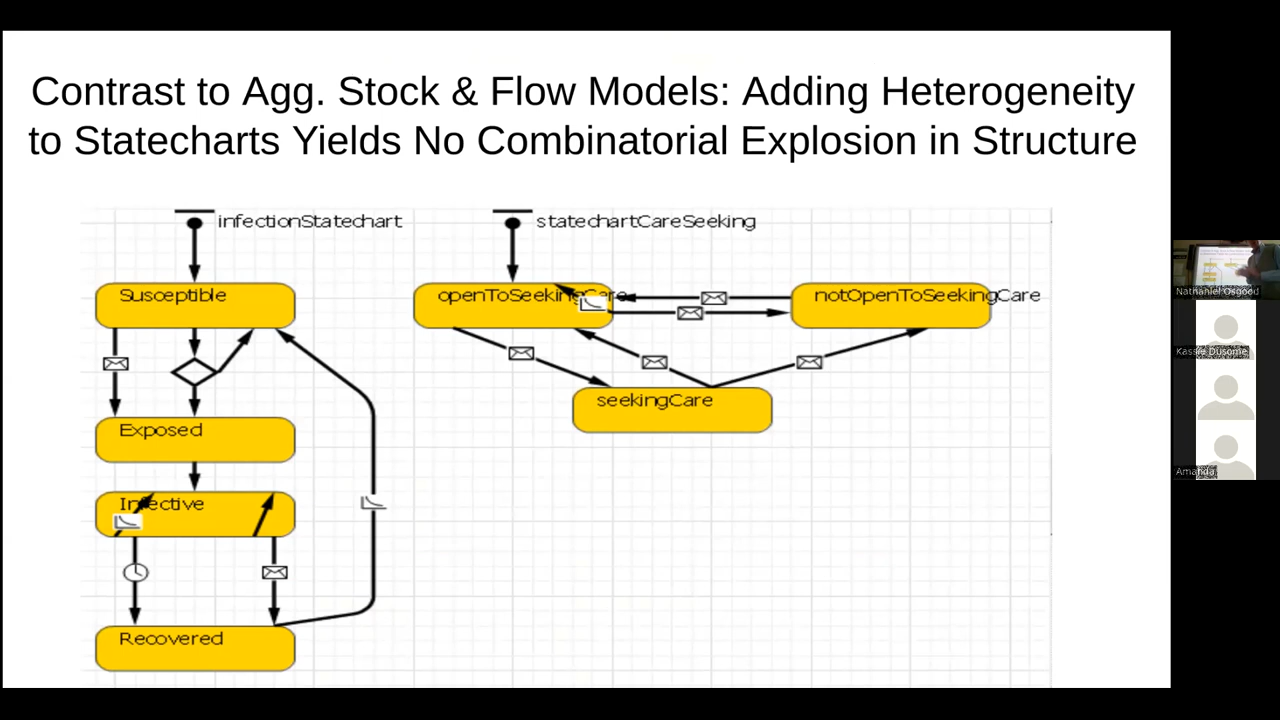 Contrast to Agg. Stock & Flow Models: Adding Heterogeneity
to Statecharts Yields No Combinatorial Explosion in Structure
infectionStatechart
statechartCareSeeking
Susceptible
openToSeekingCare
notOpenToSeekingCare
seekingCare
Exposed
Infective
Recovered
Nathaniel Osgood
Kassie Dusome
Amanda